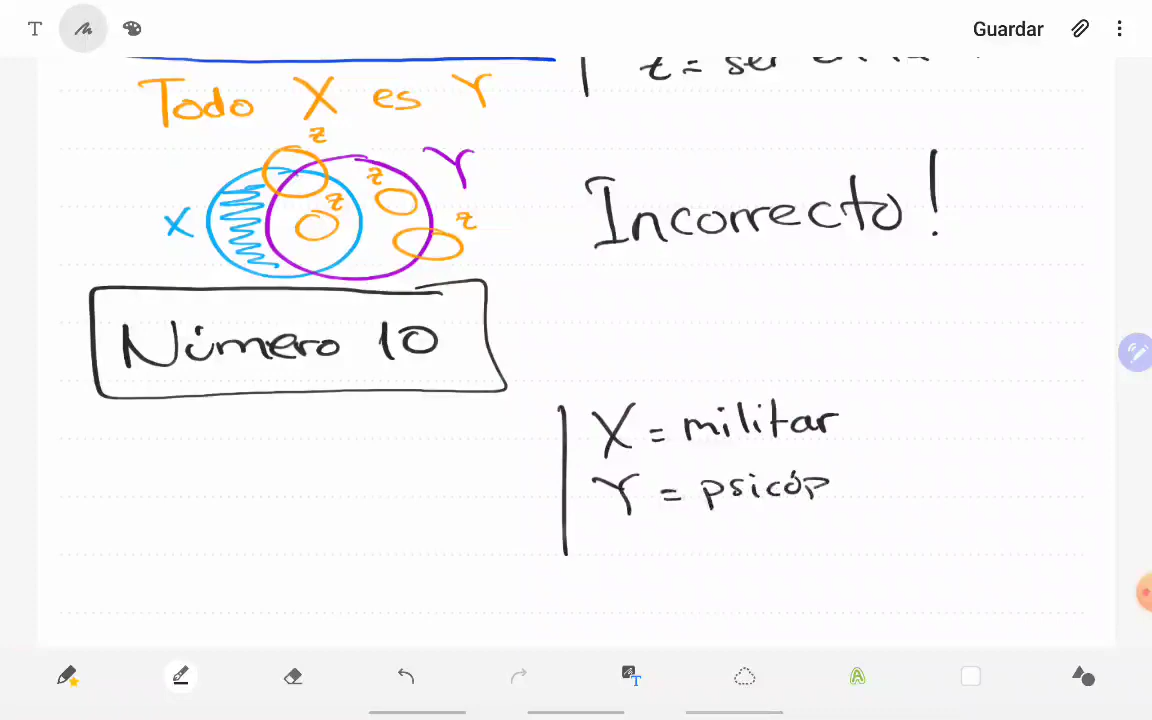 T Guardar
Todo X es Y
z
z Y
X z z
Incorrecto!
Número 10
X = militar
Y = psicóp
T
A